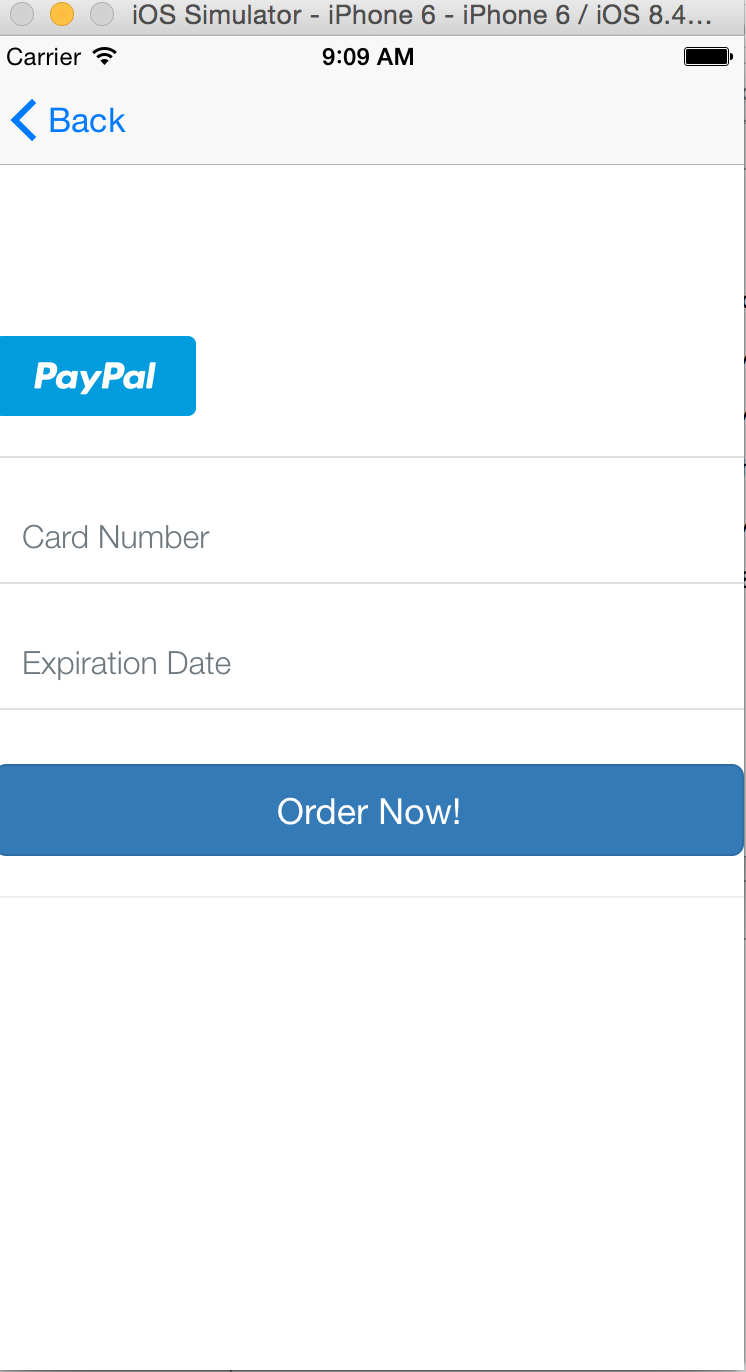 iOS Simulator - iPhone 6 - iPhone 6 / iOS 8.4...
Carrier 9:09 AM
Back
PayPal
Card Number
Expiration Date
Order Now!